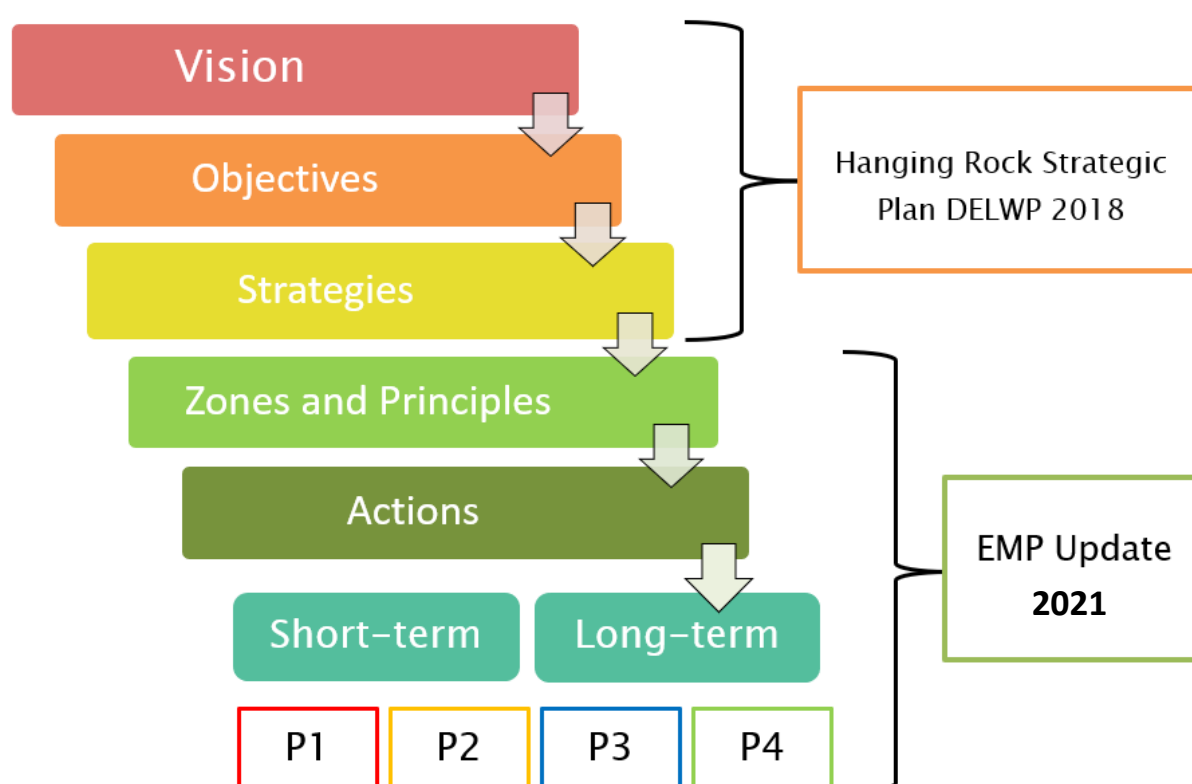 Vision
Objectives
Strategies
Hanging Rock Strategic
Plan DELWP 2018
Zones and Principles
Actions
Short-term
Long-term
EMP Update
2021
P1
P2
P3
P4